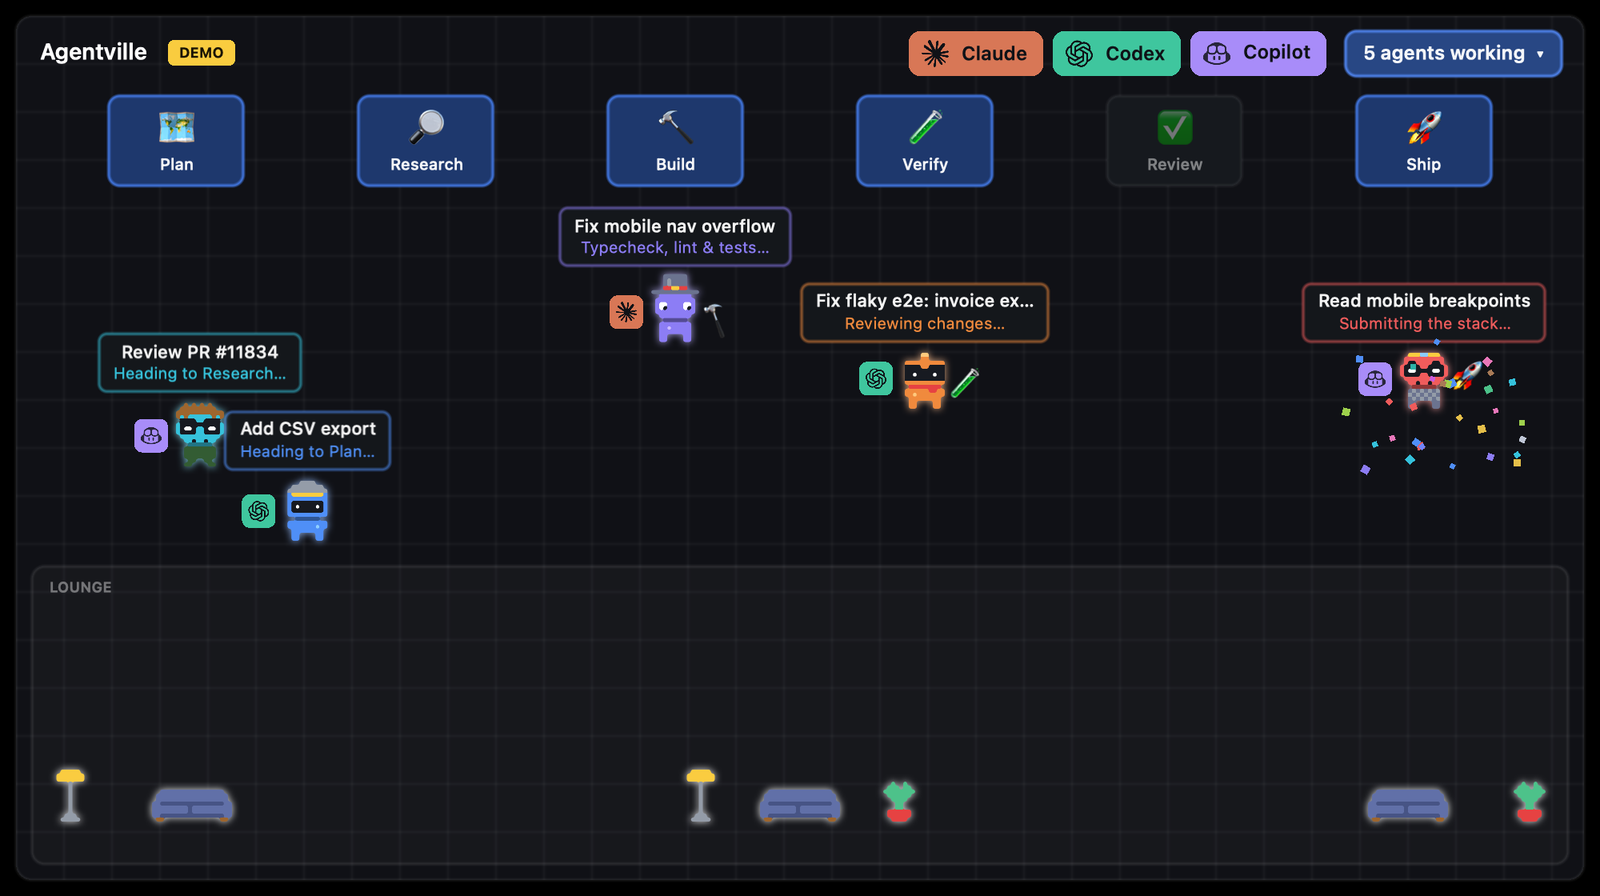 Agentville
DEMO
Claude
Codex
Copilot
5 agents working
Plan
Research
Build
Verify
Review
Ship
Fix mobile nav overflow
Typecheck, lint & tests...
Fix flaky e2e: invoice ex...
Reviewing changes...
Read mobile breakpoints
Submitting the stack...
Review PR #11834
Heading to Research...
Add CSV export
Heading to Plan...
LOUNGE